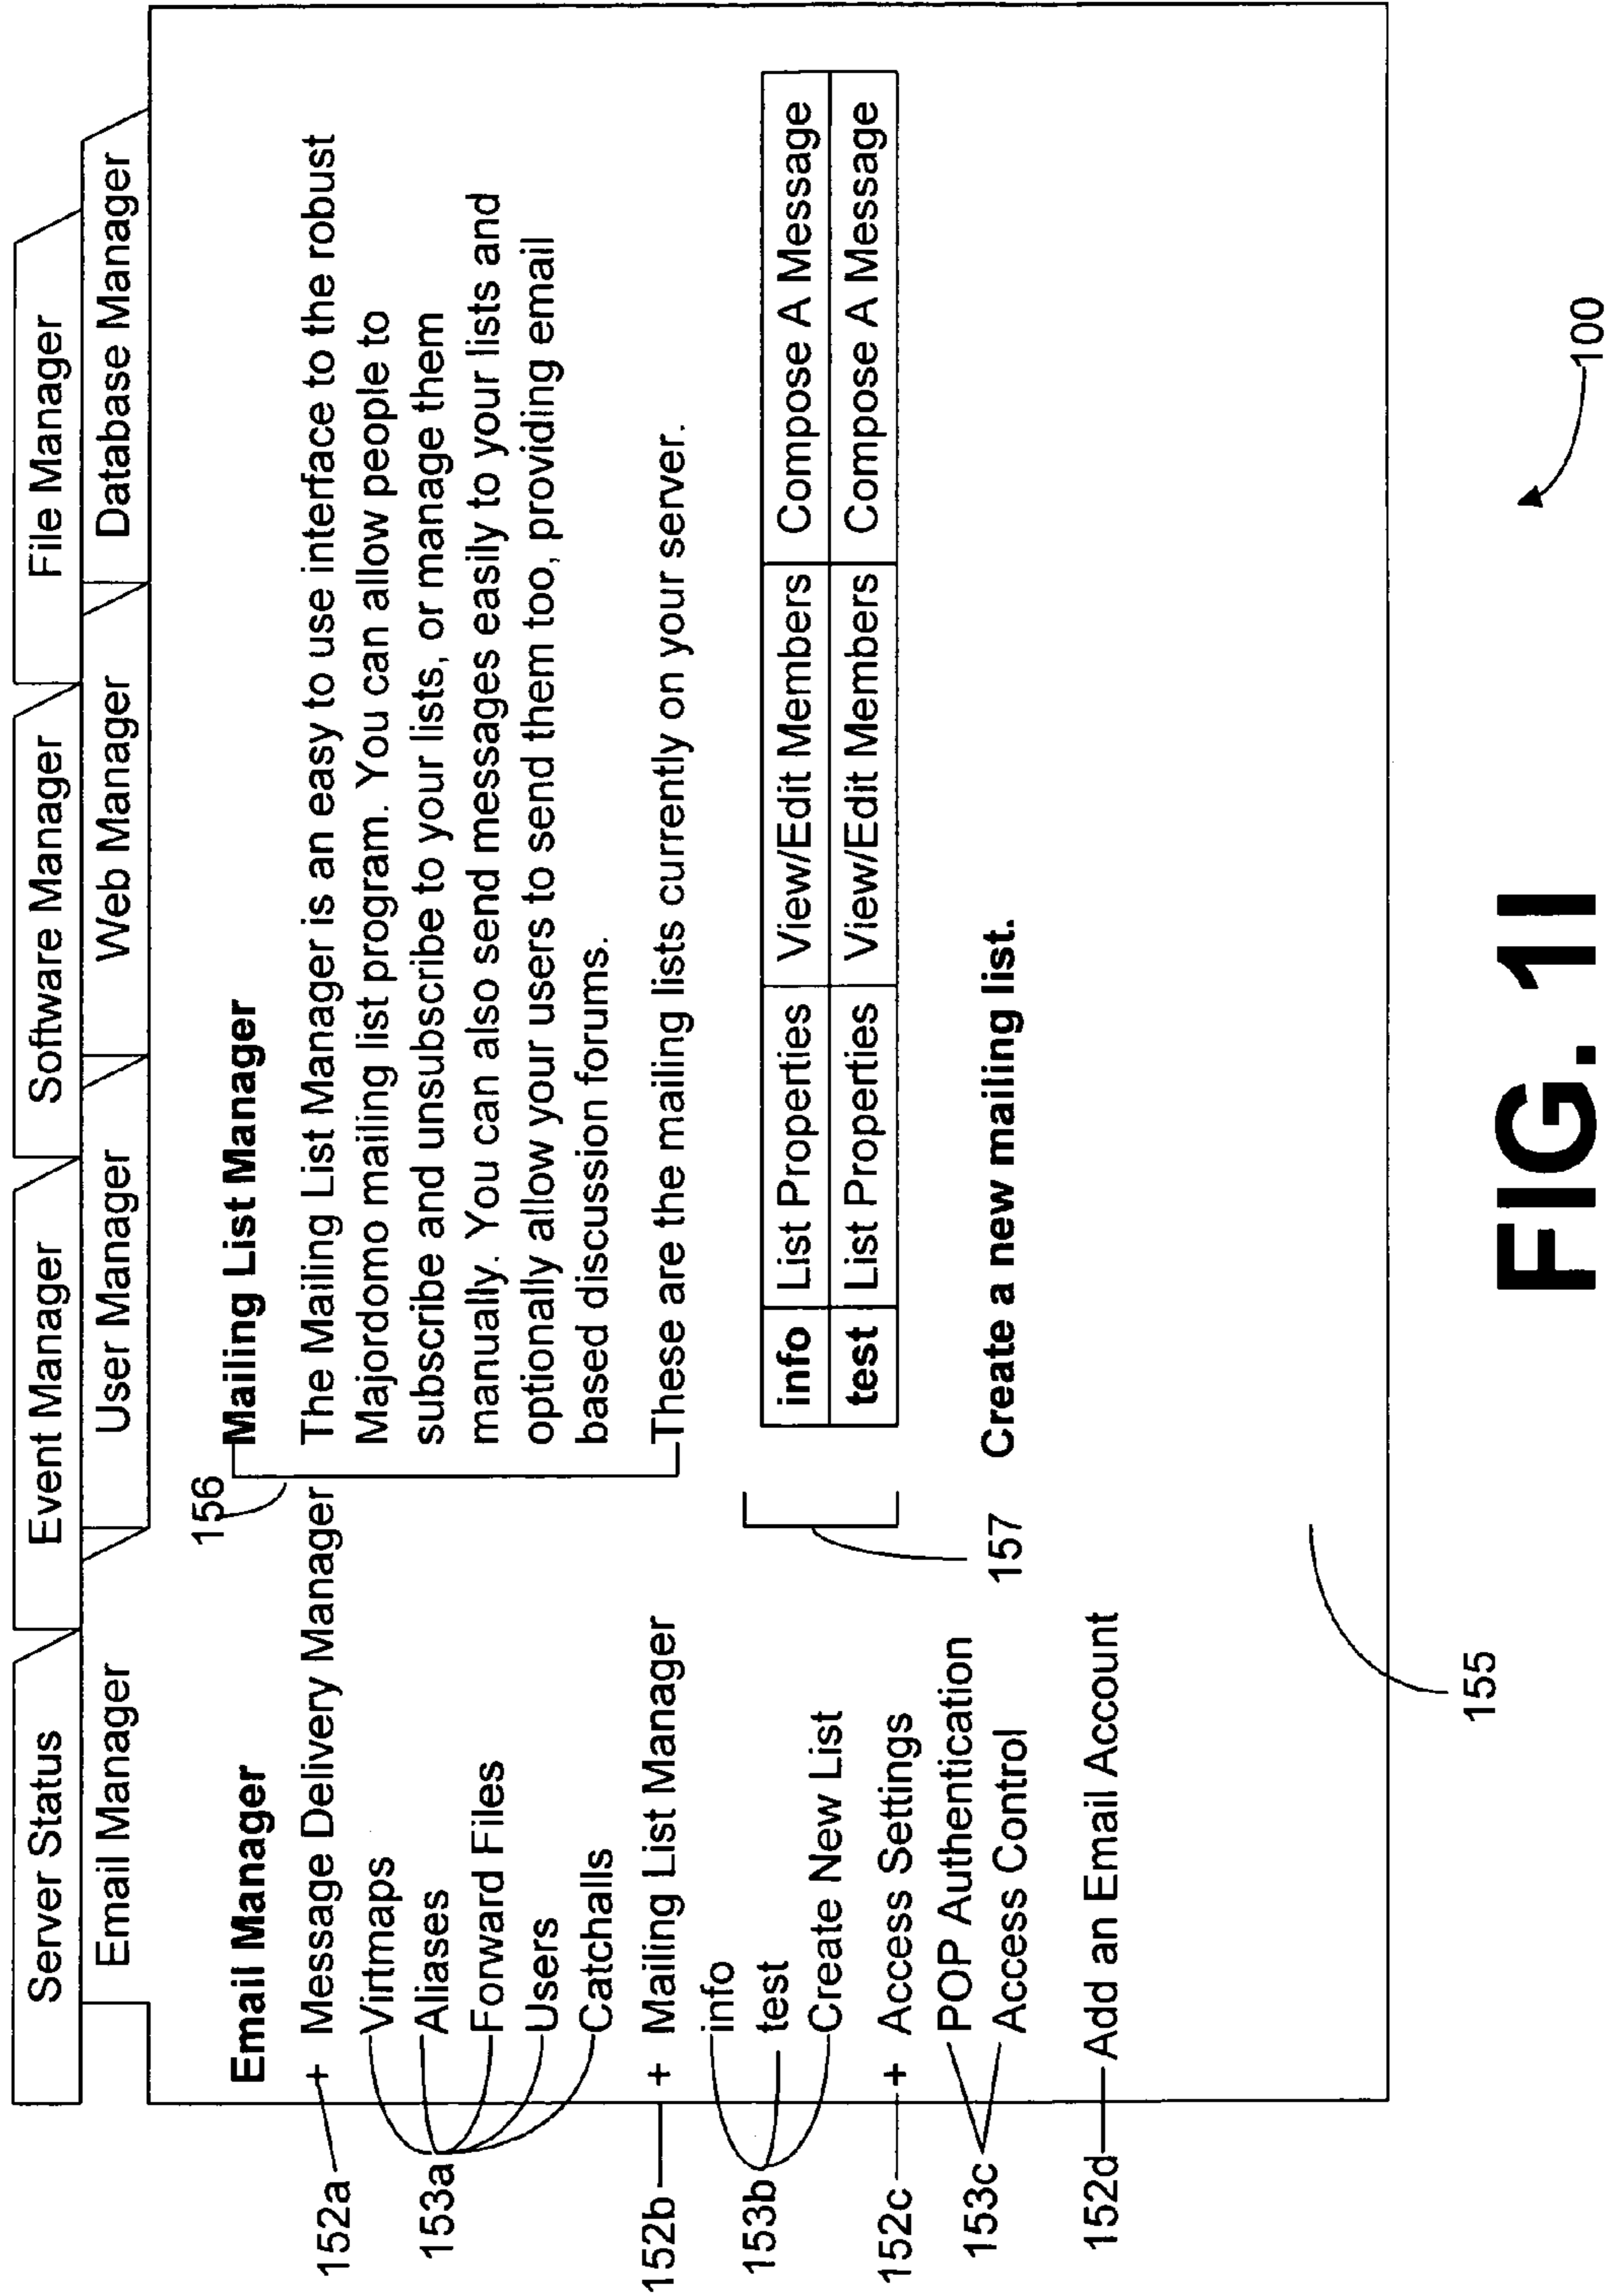 Server Status
Event Manager
Software Manager
File Manager
Email Manager
User Manager
Web Manager
Database Manager
Email Manager
152a
+ Message Delivery Manager
153a
Virtmaps
Aliases
Forward Files
Users
Catchalls
152b
+ Mailing List Manager
153b
info
test
Create New List
152c
+ Access Settings
153c
POP Authentication
Access Control
152d
Add an Email Account
156
Mailing List Manager
The Mailing List Manager is an easy to use interface to the robust
Majordomo mailing list program. You can allow people to
subscribe and unsubscribe to your lists, or manage them
manually. You can also send messages easily to your lists and
optionally allow your users to send them too, providing email
based discussion forums.
These are the mailing lists currently on your server.
157
info List Properties View/Edit Members Compose A Message
test List Properties View/Edit Members Compose A Message
Create a new mailing list.
155
100
FIG. 1I